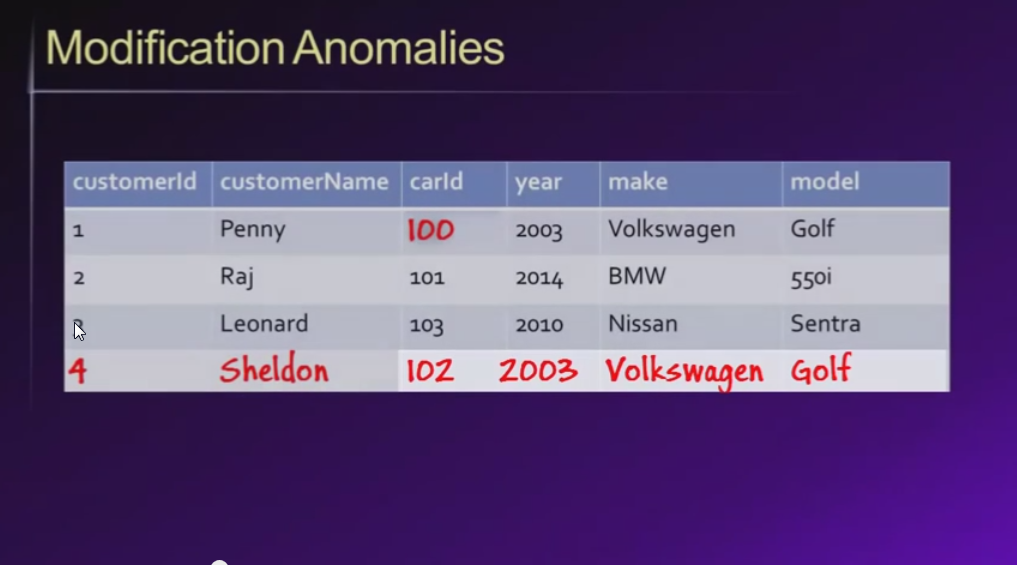 Modification Anomalies
customerId customerName carId year make model
1 Penny 100 2003 Volkswagen Golf
2 Raj 101 2014 BMW 550i
Leonard 103 2010 Nissan Sentra
4 Sheldon 102 2003 Volkswagen Golf